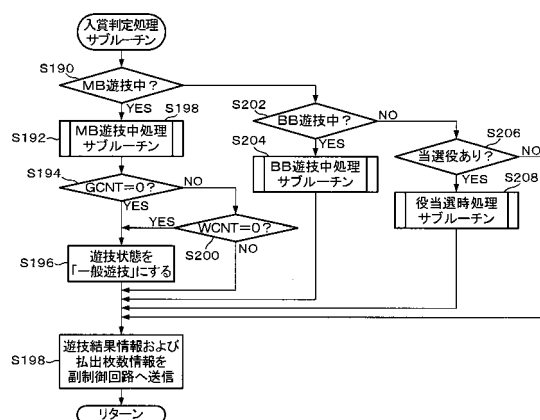 入賞判定処理
サブルーチン
S190
MB遊技中？
YES
S198
S192
MB遊技中処理
サブルーチン
S194
GCNT=0？
NO
YES
YES
WCNT=0？
S200
NO
S196
遊技状態を
「一般遊技」にする
S202
BB遊技中？
NO
YES
S204
BB遊技中処理
サブルーチン
S206
当選役あり？
NO
YES
S208
役当選時処理
サブルーチン
S198
遊技結果情報および
払出枚数情報を
副制御回路へ送信
リターン